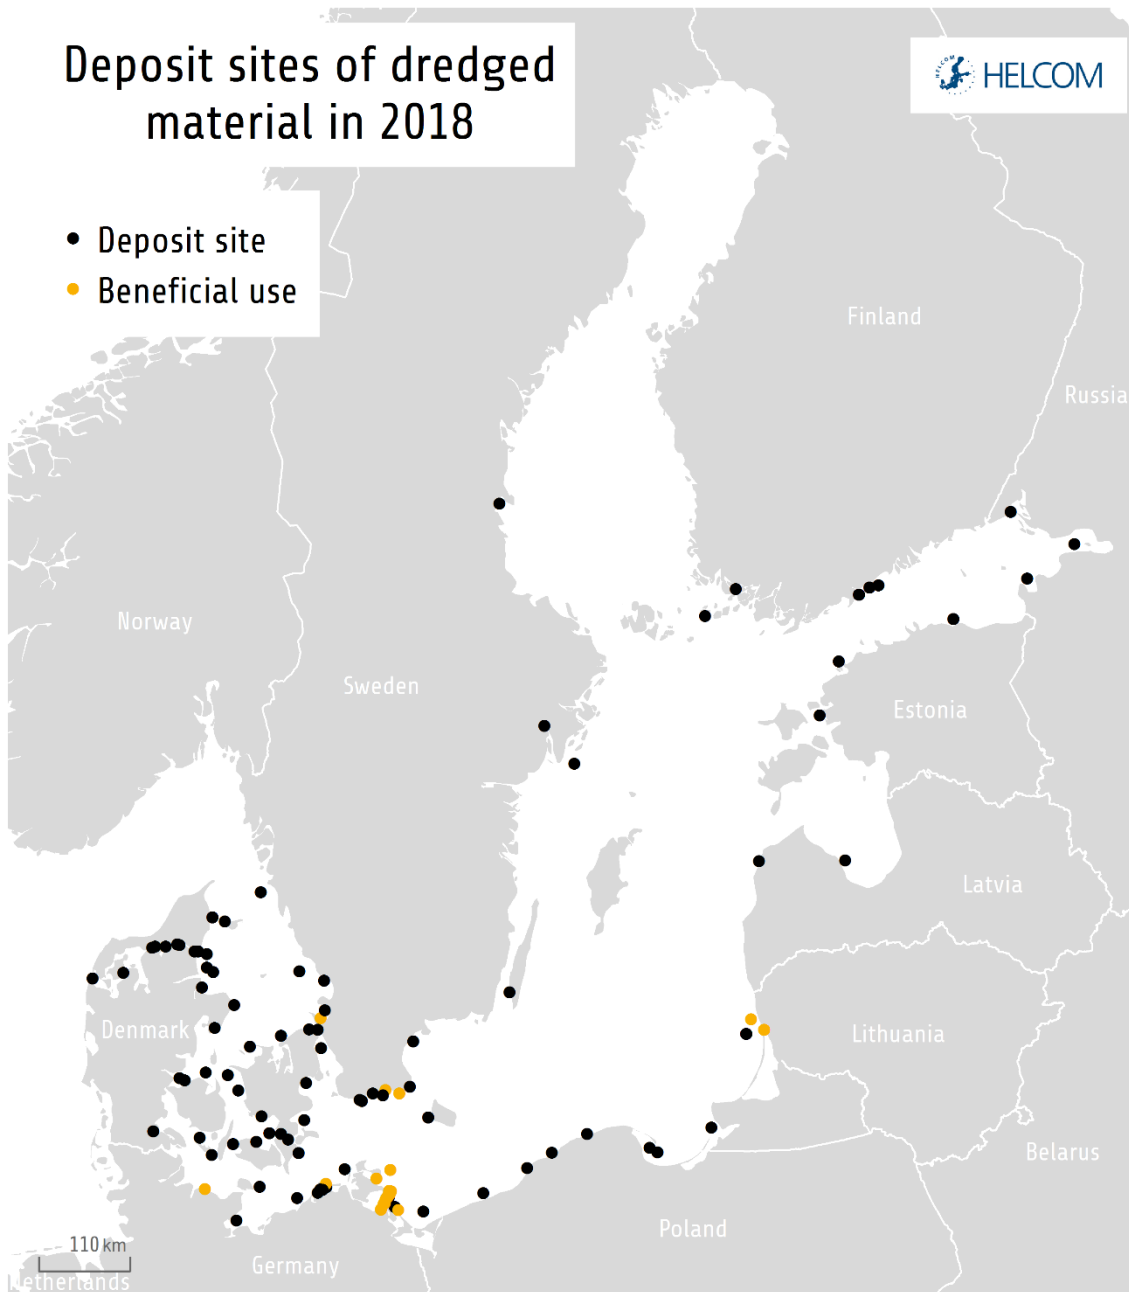 Deposit sites of dredged
material in 2018
HELCOM
HELCOM
Deposit site
Beneficial use
Finland
Russia
Norway
Sweden
Estonia
Latvia
Denmark
Lithuania
Belarus
Poland
110 km
Germany
Netherlands